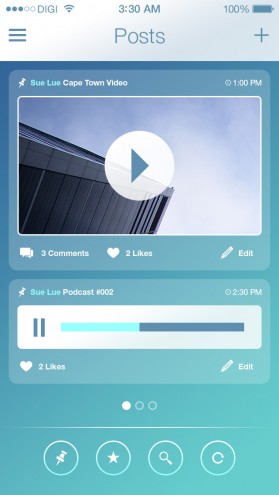 DIGI 3:30 AM 100%
Posts
Sue Lue Cape Town Video 1:00 PM
3 Comments 2 Likes Edit
Sue Lue Podcast #002 2:30 PM
2 Likes Edit